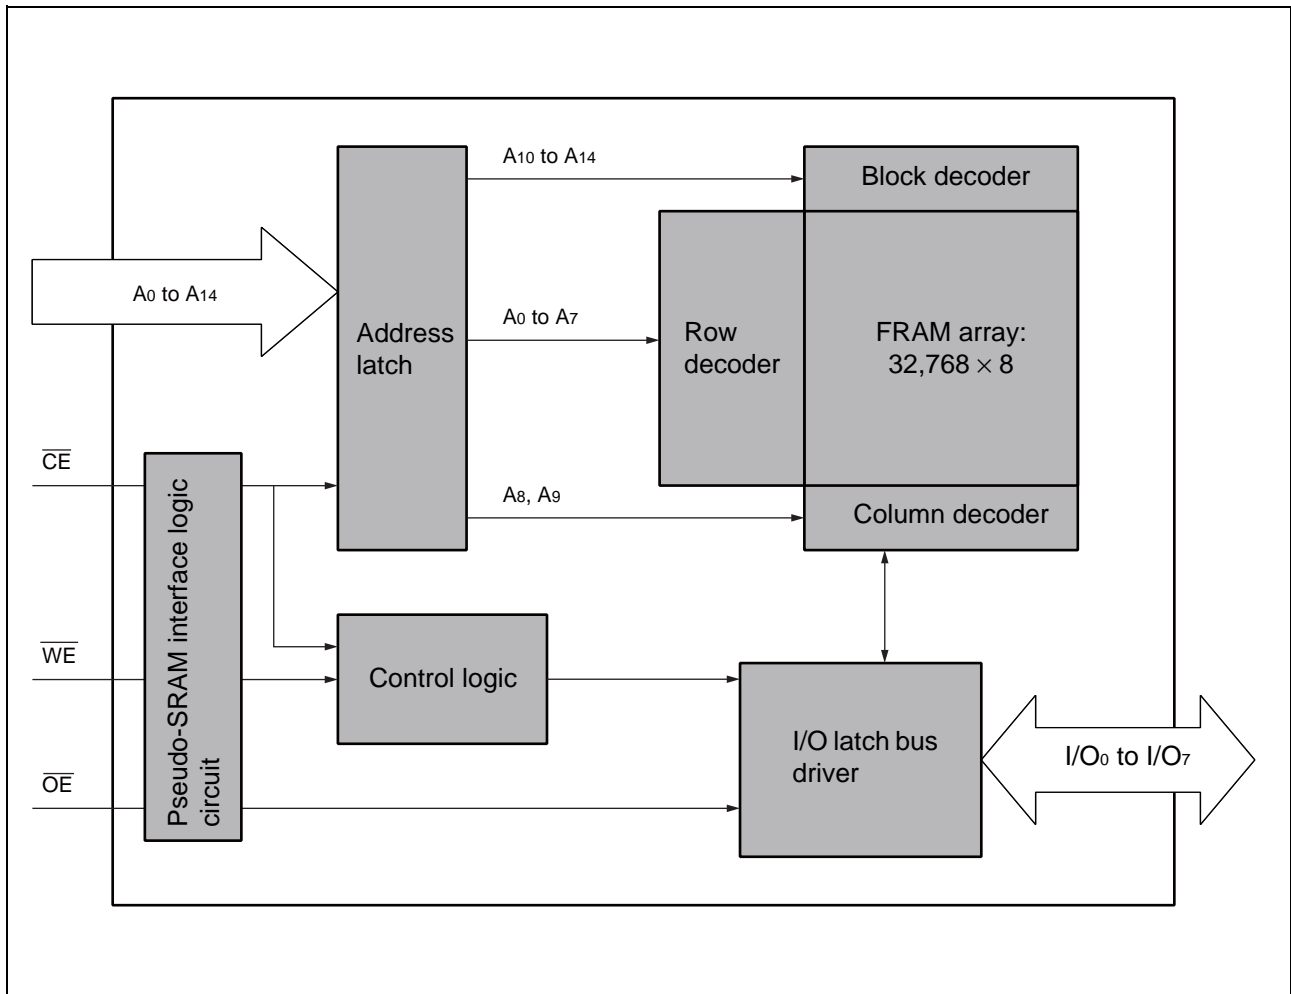 A10 to A14
Block decoder
A0 to A14
A0 to A7
Address
latch
Row
decoder
FRAM array:
32,768 × 8
CE
A8, A9
Column decoder
Pseudo-SRAM interface logic
circuit
WE
Control logic
I/O latch bus
driver
I/O0 to I/O7
OE